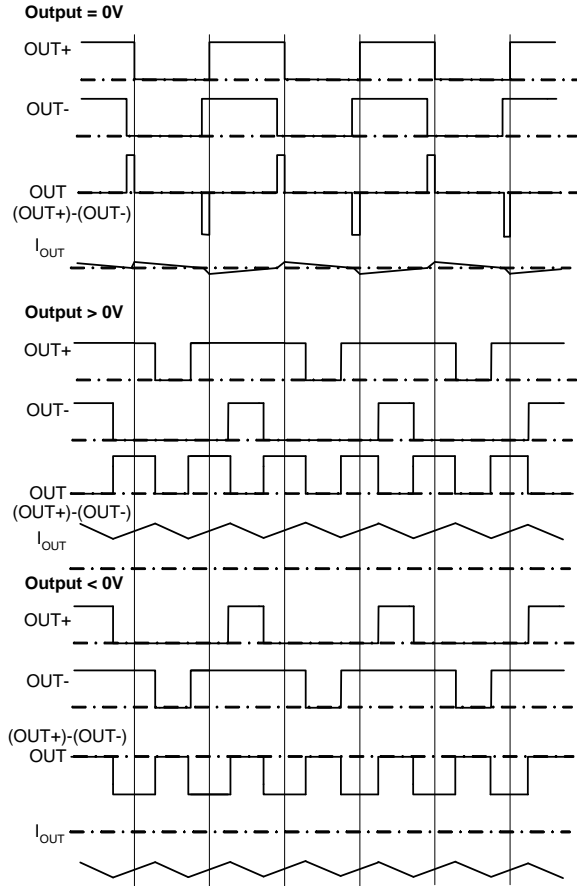 Output = 0V
OUT+
OUT-
OUT
(OUT+)-(OUT-)
IOUT
Output > 0V
OUT+
OUT-
OUT
(OUT+)-(OUT-)
IOUT
Output < 0V
OUT+
OUT-
(OUT+)-(OUT-)
OUT
IOUT